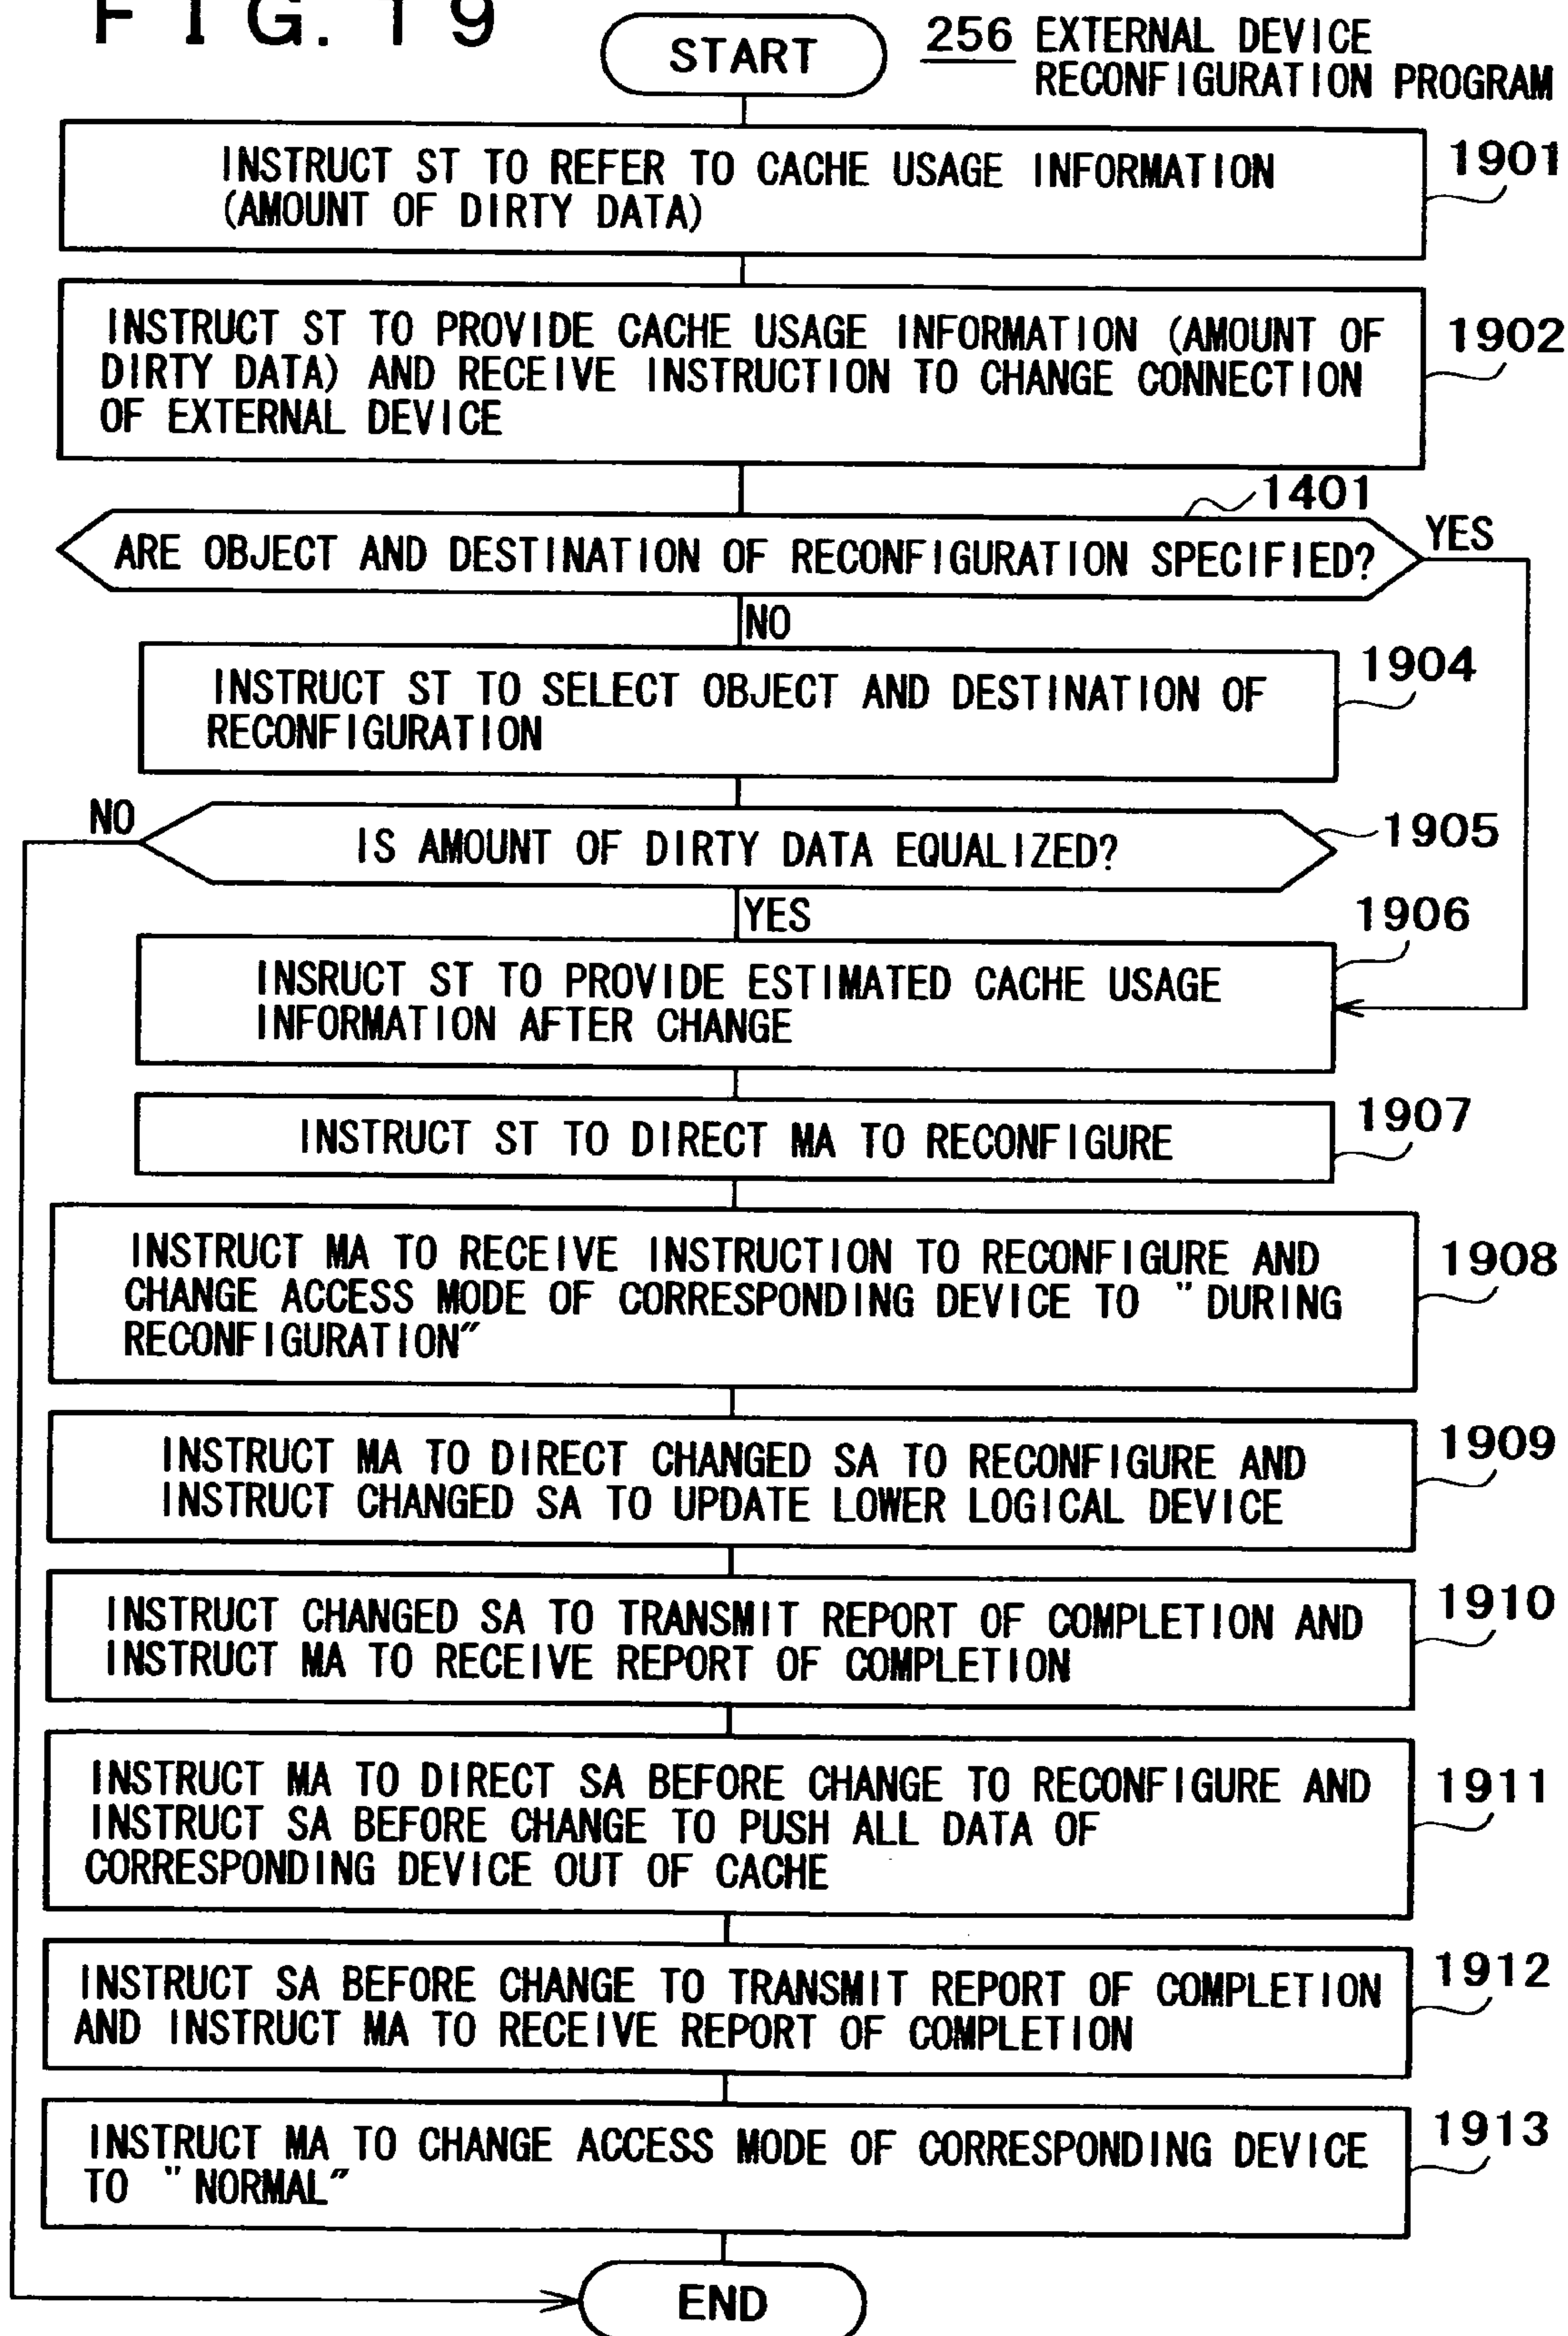 FIG. 19
START
256 EXTERNAL DEVICE
RECONFIGURATION PROGRAM
INSTRUCT ST TO REFER TO CACHE USAGE INFORMATION
(AMOUNT OF DIRTY DATA)
1901
INSTRUCT ST TO PROVIDE CACHE USAGE INFORMATION (AMOUNT OF
DIRTY DATA) AND RECEIVE INSTRUCTION TO CHANGE CONNECTION
OF EXTERNAL DEVICE
1902
1401
ARE OBJECT AND DESTINATION OF RECONFIGURATION SPECIFIED?
YES
NO
INSTRUCT ST TO SELECT OBJECT AND DESTINATION OF
RECONFIGURATION
1904
NO
IS AMOUNT OF DIRTY DATA EQUALIZED?
1905
YES
1906
INSRUCT ST TO PROVIDE ESTIMATED CACHE USAGE
INFORMATION AFTER CHANGE
INSTRUCT ST TO DIRECT MA TO RECONFIGURE
1907
INSTRUCT MA TO RECEIVE INSTRUCTION TO RECONFIGURE AND
CHANGE ACCESS MODE OF CORRESPONDING DEVICE TO "DURING
RECONFIGURATION"
1908
INSTRUCT MA TO DIRECT CHANGED SA TO RECONFIGURE AND
INSTRUCT CHANGED SA TO UPDATE LOWER LOGICAL DEVICE
1909
INSTRUCT CHANGED SA TO TRANSMIT REPORT OF COMPLETION AND
INSTRUCT MA TO RECEIVE REPORT OF COMPLETION
1910
INSTRUCT MA TO DIRECT SA BEFORE CHANGE TO RECONFIGURE AND
INSTRUCT SA BEFORE CHANGE TO PUSH ALL DATA OF
CORRESPONDING DEVICE OUT OF CACHE
1911
INSTRUCT SA BEFORE CHANGE TO TRANSMIT REPORT OF COMPLETION
AND INSTRUCT MA TO RECEIVE REPORT OF COMPLETION
1912
INSTRUCT MA TO CHANGE ACCESS MODE OF CORRESPONDING DEVICE
TO "NORMAL"
1913
END